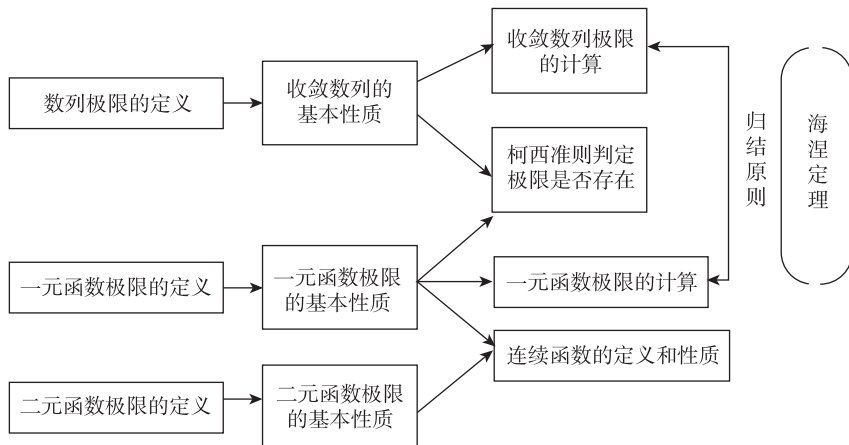 数列极限的定义
收敛数列的
基本性质
收敛数列极限
的计算
柯西准则判定
极限是否存在
一元函数极限的定义
一元函数极限
的基本性质
一元函数极限的计算
连续函数的定义和性质
二元函数极限的定义
二元函数极限
的基本性质
归结原则
海涅定理